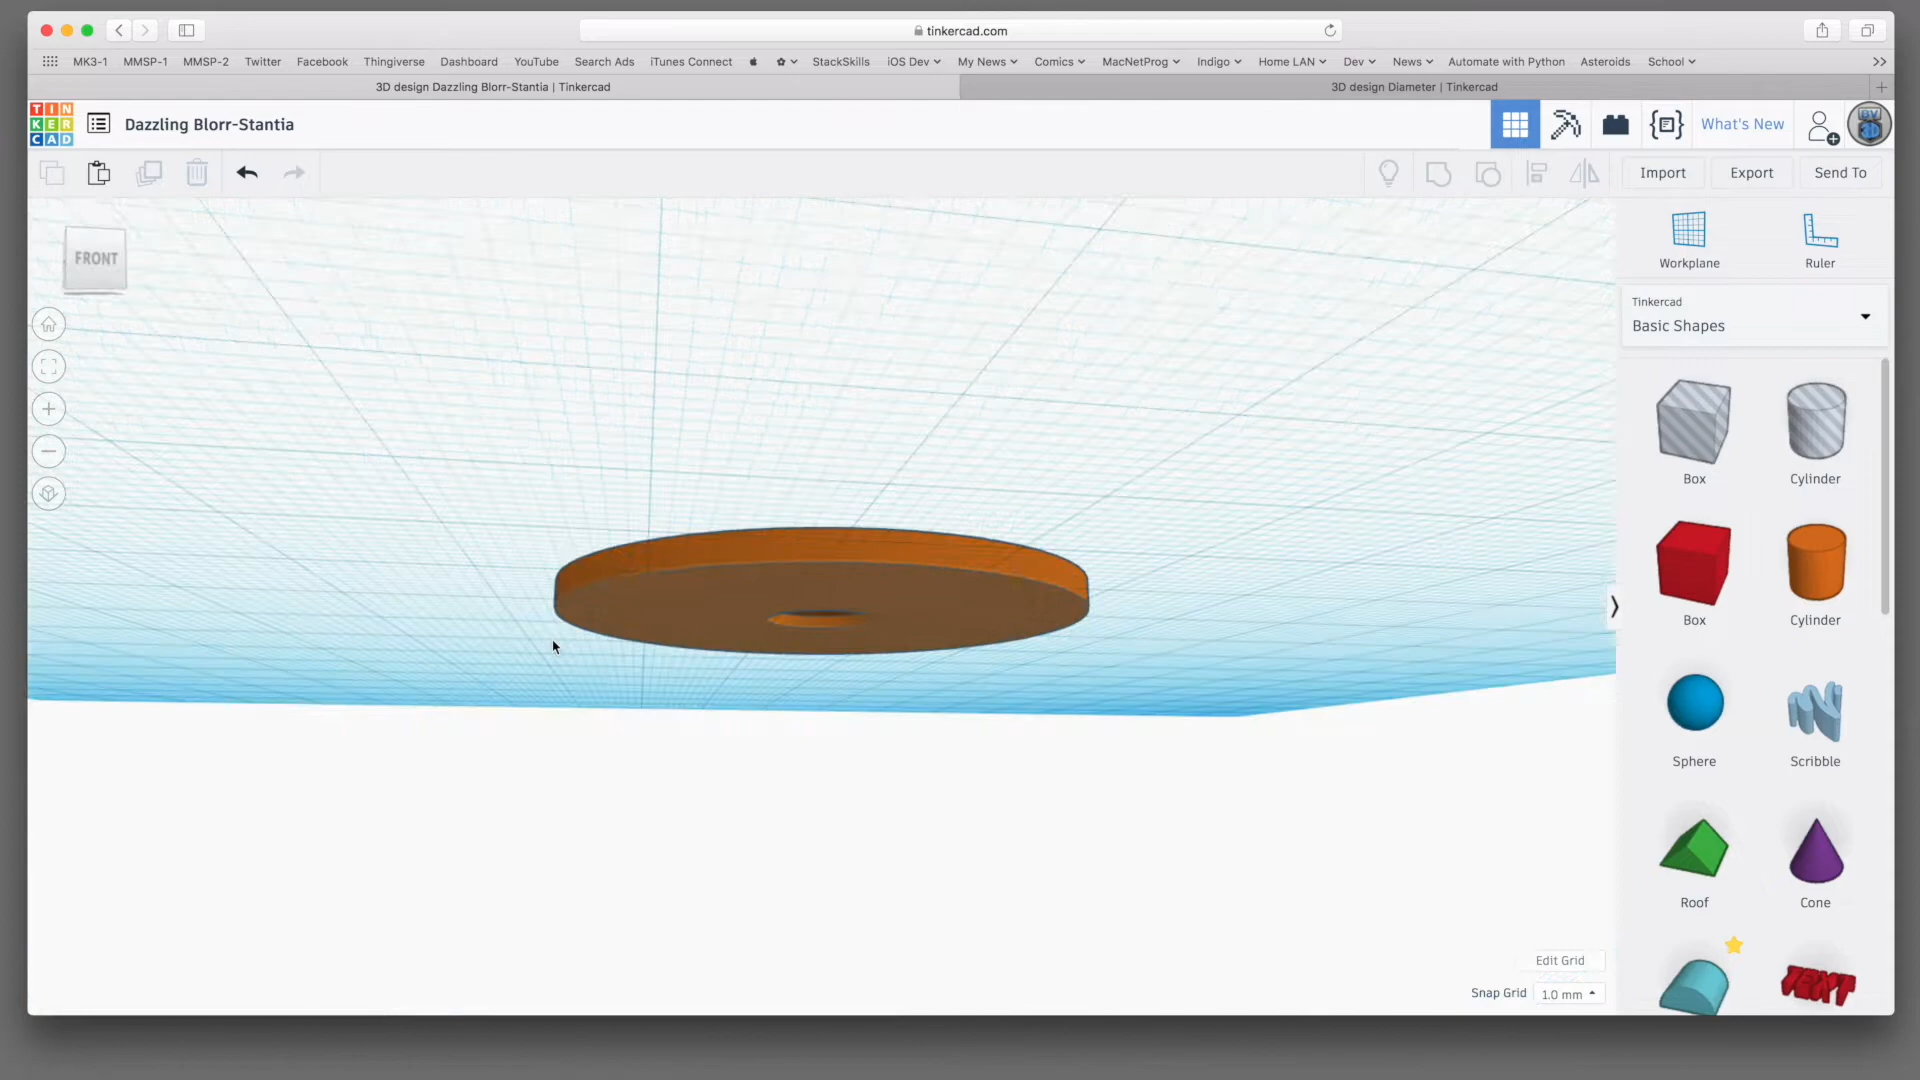 tinkercad.com
MK3-1 MMSP-1 MMSP-2 Twitter Facebook Thingiverse Dashboard YouTube Search Ads iTunes Connect StackSkills iOS Dev My News Comics MacNetProg Indigo Home LAN Dev News Automate with Python Asteroids School
3D design Dazzling Blorr-Stantia | Tinkercad
3D design Diameter | Tinkercad
TIN
KER
CAD
Dazzling Blorr-Stantia
What's New
Import Export Send To
FRONT
Workplane Ruler
Tinkercad
Basic Shapes
Box Cylinder
Box Cylinder
Sphere Scribble
Roof Cone
TEXT
Edit Grid
Snap Grid 1.0 mm